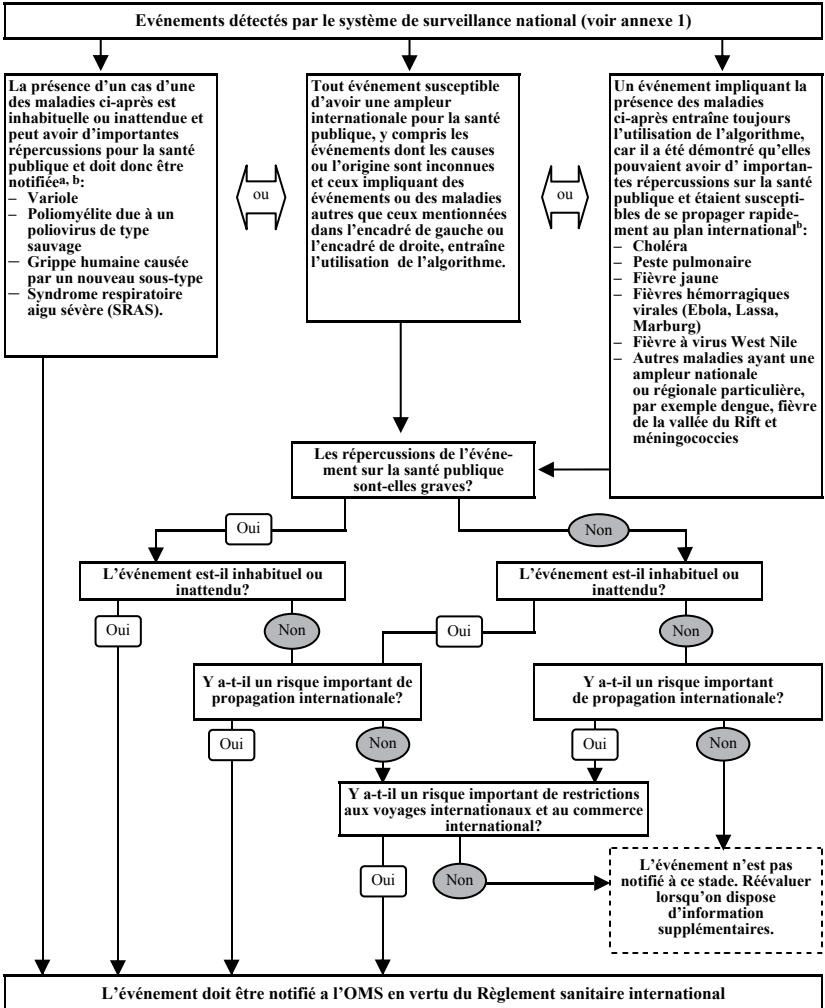 Evénements détectés par le système de surveillance national (voir annexe 1)
La présence d'un cas d'une
des maladies ci-après est
inhabituelle ou inattendue et
peut avoir d'importantes
répercussions pour la santé
publique et doit donc être
notifiéeª, ᵇ:
– Variole
– Poliomyélite due à un
poliovirus de type
sauvage
– Grippe humaine causée
par un nouveau sous-type
– Syndrome respiratoire
aigu sévère (SRAS).
ou
Tout événement susceptible
d'avoir une ampleur
internationale pour la santé
publique, y compris les
événements dont les causes
ou l'origine sont inconnues
et ceux impliquant des
événements ou des maladies
autres que ceux mentionnées
dans l'encadré de gauche ou
l'encadré de droite, entraîne
l'utilisation de l'algorithme.
ou
Un événement impliquant la
présence des maladies
ci-après entraîne toujours
l'utilisation de l'algorithme,
car il a été démontré qu'elles
pouvaient avoir d' importan-
tes répercussions sur la santé
publique et étaient suscepti-
bles de se propager rapide-
ment au plan internationalᵇ:
– Choléra
– Peste pulmonaire
– Fièvre jaune
– Fièvres hémorragiques
virales (Ebola, Lassa,
Marburg)
– Fièvre à virus West Nile
– Autres maladies ayant une
ampleur nationale
ou régionale particulière,
par exemple dengue, fièvre
de la vallée du Rift et
méningococcies
Les répercussions de l'événe-
ment sur la santé publique
sont-elles graves?
Oui
Non
L'événement est-il inhabituel ou
inattendu?
L'événement est-il inhabituel ou
inattendu?
Oui
Non
Oui
Non
Y a-t-il un risque important de
propagation internationale?
Y a-t-il un risque important
de propagation internationale?
Oui
Non
Oui
Non
Y a-t-il un risque important de restrictions
aux voyages internationaux et au commerce
international?
Oui
Non
L'événement n'est pas
notifié à ce stade. Réévaluer
lorsqu'on dispose
d'information
supplémentaires.
L'événement doit être notifié a l'OMS en vertu du Règlement sanitaire international